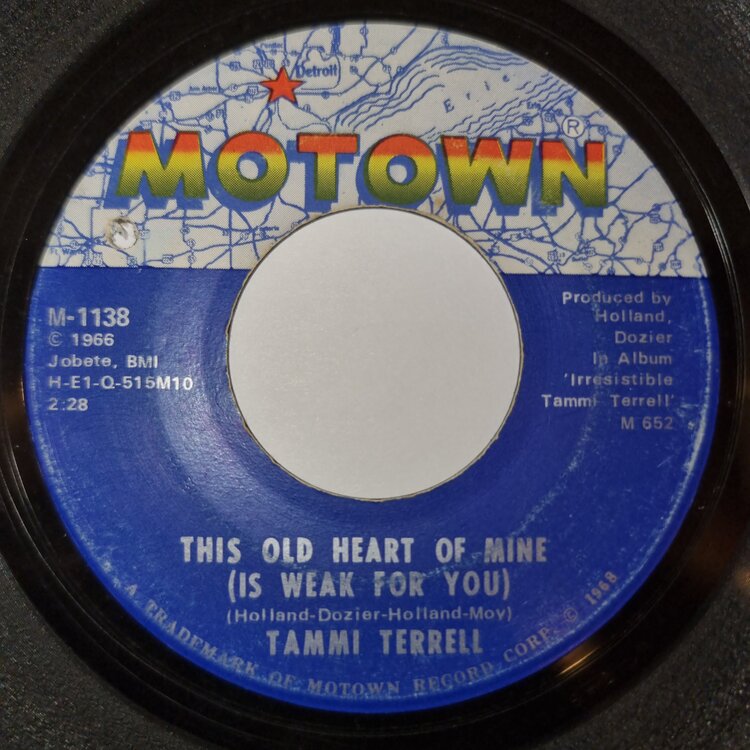 Detroit
Erie
MOTOWN®
M-1138
© 1966
Jobete, BMI
H-E1-Q-515M10
2:28
Produced by
Holland,
Dozier
In Album
'Irresistible
Tammi Terrell'
M 652
THIS OLD HEART OF MINE
(IS WEAK FOR YOU)
(Holland-Dozier-Holland-Moy)
TAMMI TERRELL
A TRADEMARK OF MOTOWN RECORD CORP. © 1968